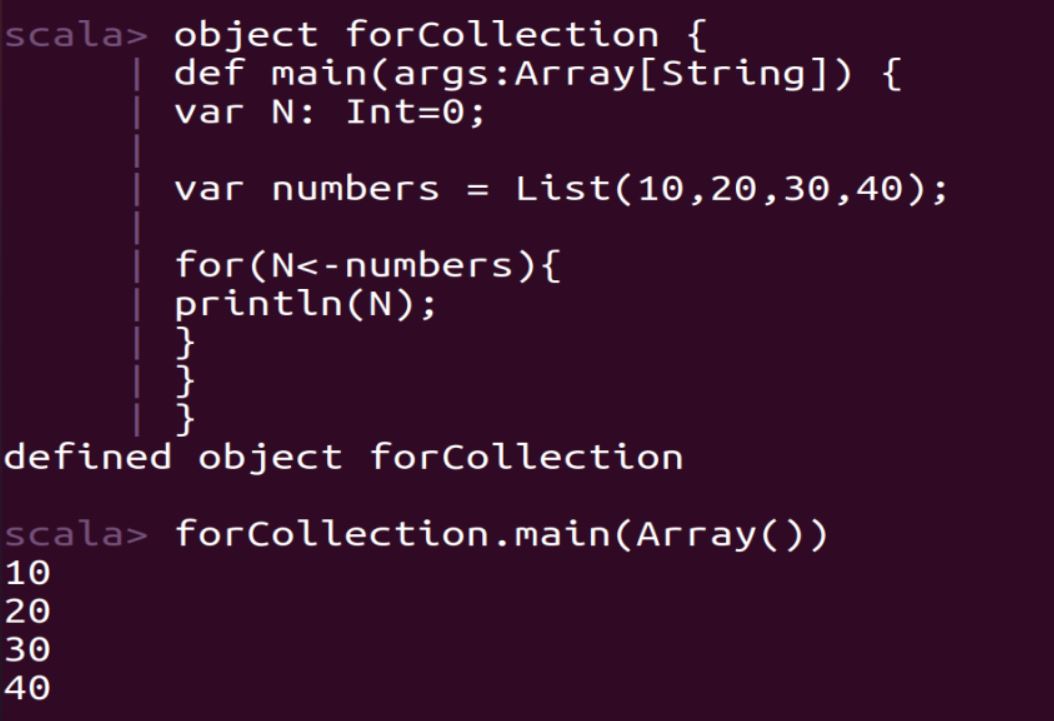 scala> object forCollection {
| def main(args:Array[String]) {
| var N: Int=0;
|
| var numbers = List(10,20,30,40);
|
| for(N<-numbers){
| println(N);
| }
| }
| }
defined object forCollection
scala> forCollection.main(Array())
10
20
30
40